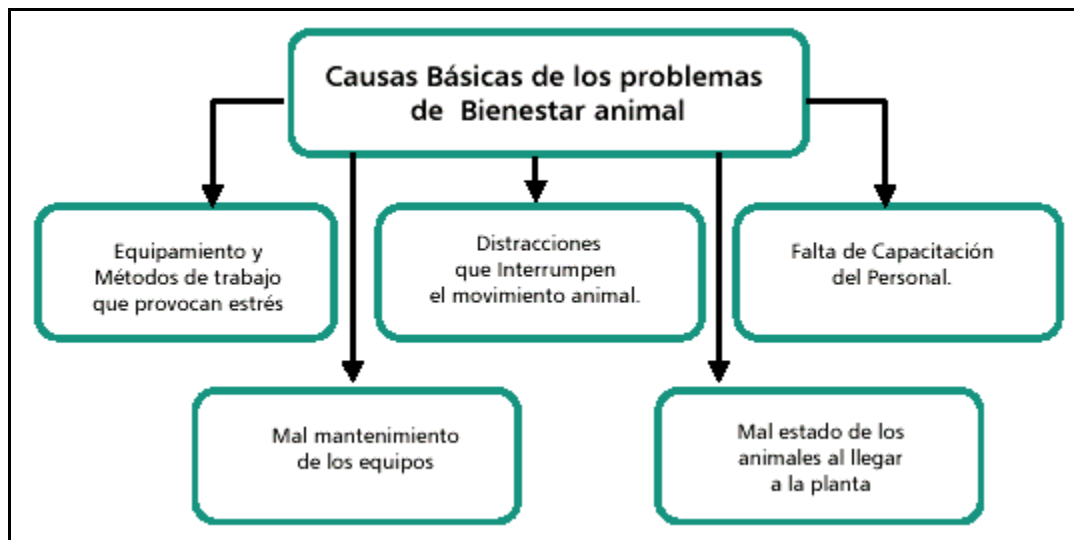 Causas Básicas de los problemas
de Bienestar animal
Equipamiento y
Métodos de trabajo
que provocan estrés
Distracciones
que Interrumpen
el movimiento animal.
Falta de Capacitación
del Personal.
Mal mantenimiento
de los equipos
Mal estado de los
animales al llegar
a la planta